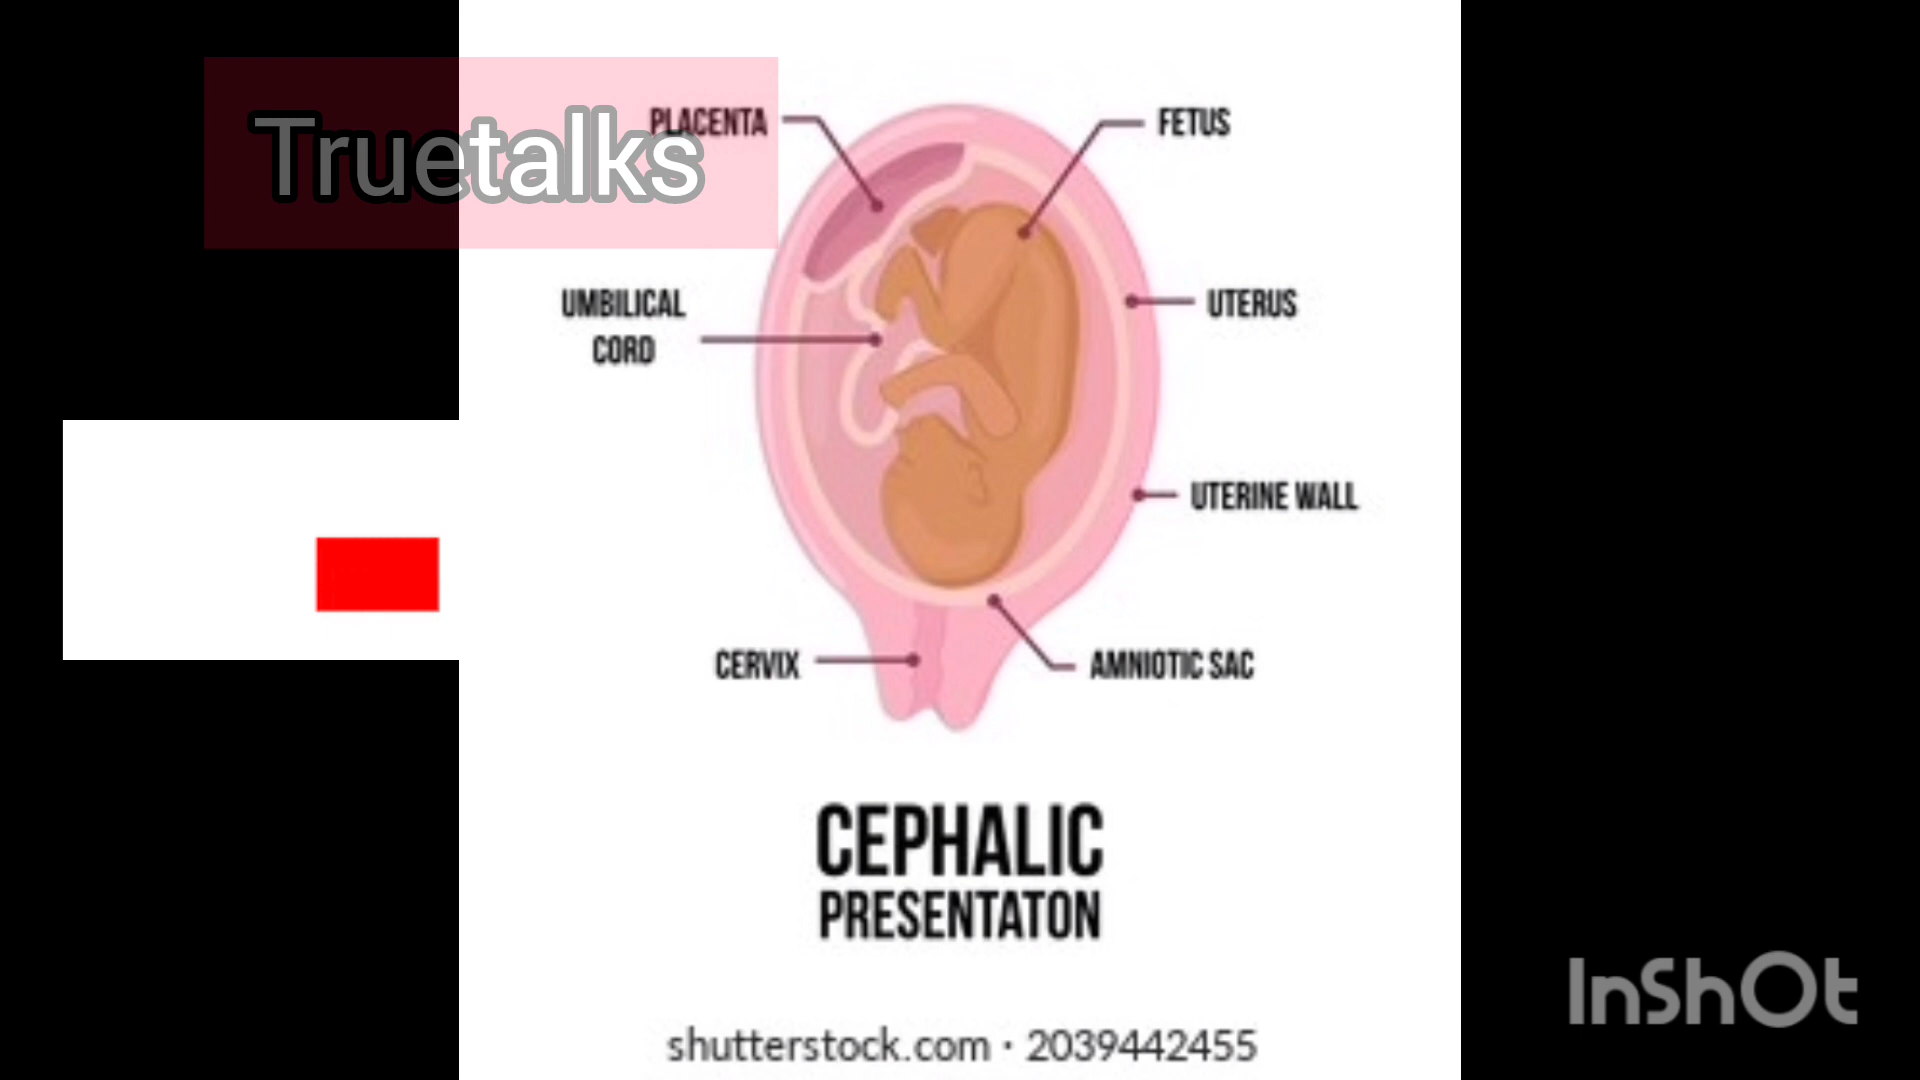 Truetalks
PLACENTA
FETUS
UMBILICAL
CORD
UTERUS
UTERINE WALL
CERVIX
AMNIOTIC SAC
CEPHALIC
PRESENTATON
InShOt
shutterstock.com · 2039442455